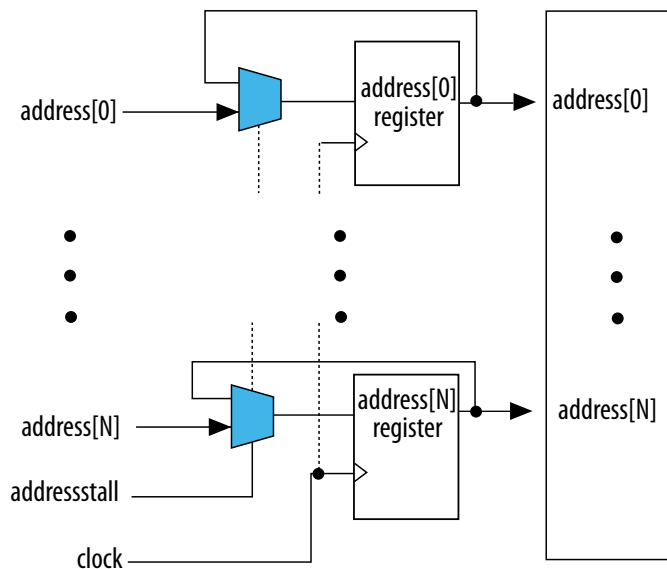 address[0]
address[0]
register
address[0]
address[N]
address[N]
register
address[N]
addressstall
clock